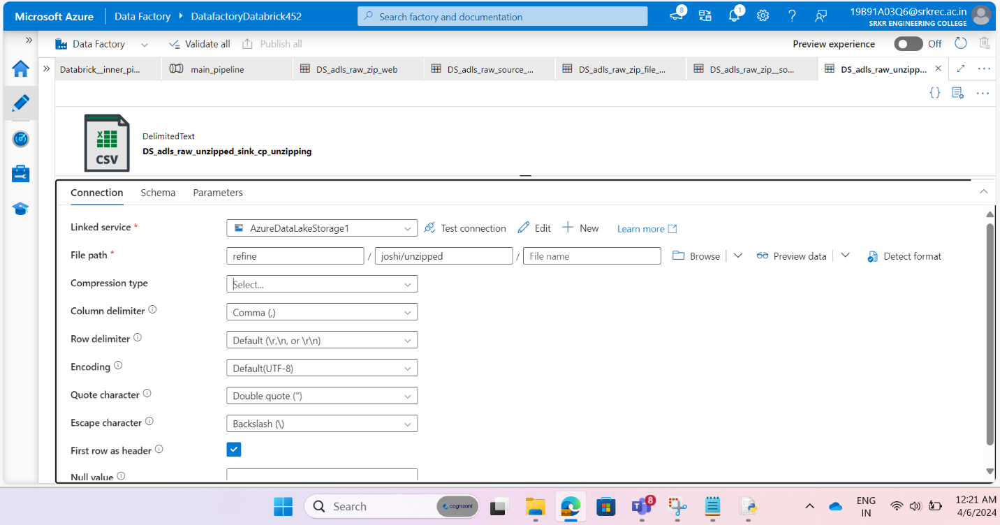 Microsoft Azure Data Factory DatafactoryDatabrick452 Search factory and documentation 8 1 19B91A03Q6@srkrec.ac.in
SRKR ENGINEERING COLLEGE
Data Factory Validate all Publish all Preview experience Off
Databrick__inner_pi... main_pipeline DS_adls_raw_zip_web DS_adls_raw_source_... DS_adls_raw_zip_file_... DS_adls_raw_zip__so... DS_adls_raw_unzipp...
DelimitedText
DS_adls_raw_unzipped_sink_cp_unzipping
CSV
Connection Schema Parameters
Linked service * AzureDataLakeStorage1 Test connection Edit New Learn more
File path * refine / joshi/unzipped / File name Browse Preview data Detect format
Compression type Select...
Column delimiter Comma (,)
Row delimiter Default (\r,\n, or \r\n)
Encoding Default(UTF-8)
Quote character Double quote (")
Escape character Backslash (\)
First row as header
Null value
Search cognizant 8 ENG
IN 12:21 AM
4/6/2024